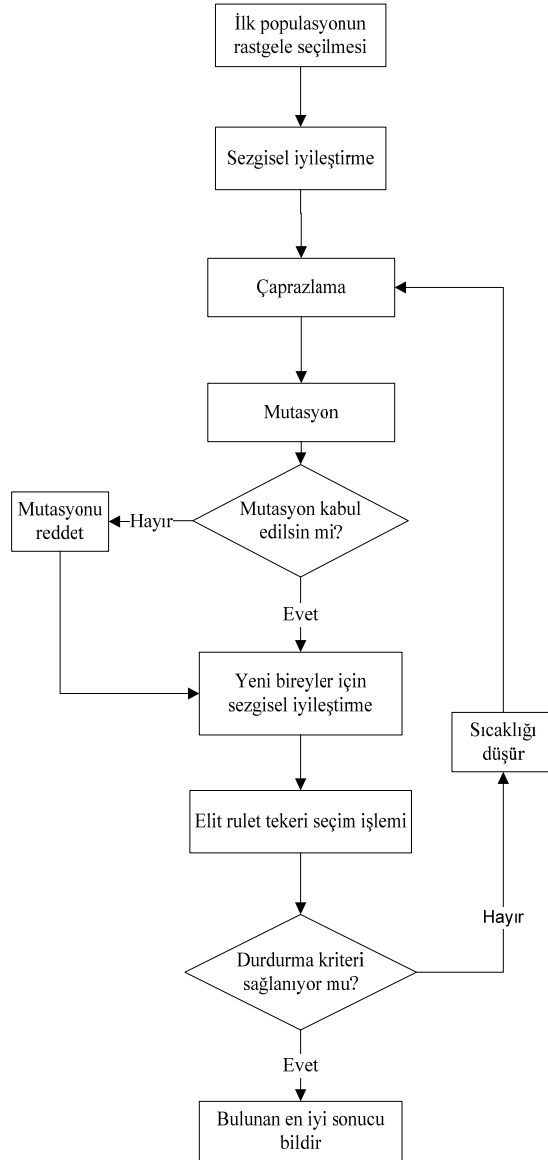 İlk populasyonun
rastgele seçilmesi
Sezgisel iyileştirme
Çaprazlama
Mutasyon
Mutasyon kabul
edilsin mi?
Hayır
Mutasyonu
reddet
Evet
Yeni bireyler için
sezgisel iyileştirme
Sıcaklığı
düşür
Elit rulet tekeri seçim işlemi
Hayır
Durdurma kriteri
sağlanıyor mu?
Evet
Bulunan en iyi sonucu
bildir